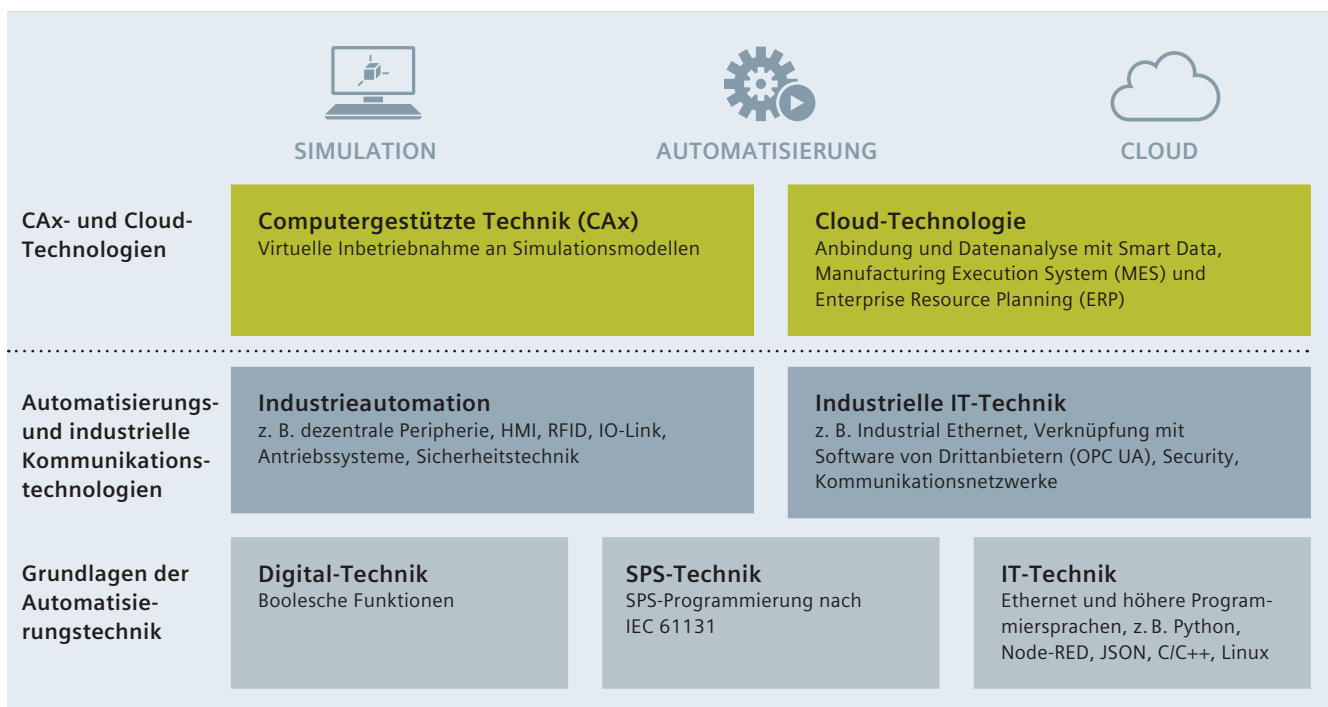 SIMULATION
AUTOMATISIERUNG
CLOUD
CAx- und Cloud-
Technologien
Computergestützte Technik (CAx)
Virtuelle Inbetriebnahme an Simulationsmodellen
Cloud-Technologie
Anbindung und Datenanalyse mit Smart Data,
Manufacturing Execution System (MES) und
Enterprise Resource Planning (ERP)
Automatisierungs-
und industrielle
Kommunikations-
technologien
Industrieautomation
z. B. dezentrale Peripherie, HMI, RFID, IO-Link,
Antriebssysteme, Sicherheitstechnik
Industrielle IT-Technik
z. B. Industrial Ethernet, Verknüpfung mit
Software von Drittanbietern (OPC UA), Security,
Kommunikationsnetzwerke
Grundlagen der
Automatisie-
rungstechnik
Digital-Technik
Boolesche Funktionen
SPS-Technik
SPS-Programmierung nach
IEC 61131
IT-Technik
Ethernet und höhere Program-
miersprachen, z. B. Python,
Node-RED, JSON, C/C++, Linux